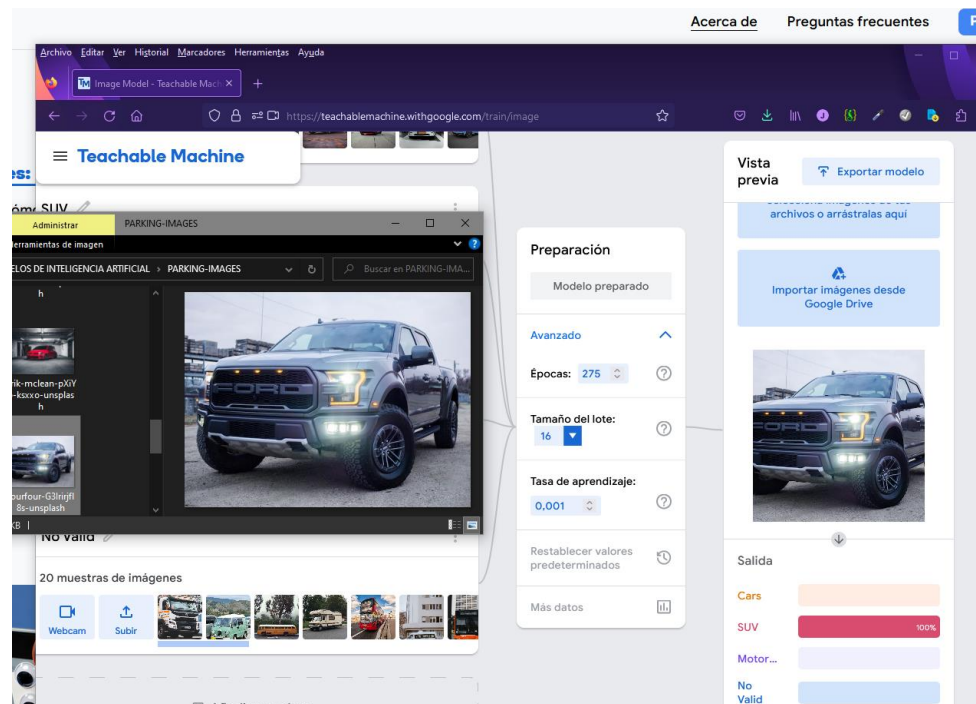 Acerca de
Preguntas frecuentes
Archivo Editar Ver Historial Marcadores Herramientas Ayuda
Image Model - Teachable Mach
https://teachablemachine.withgoogle.com/train/image
Teachable Machine
SUV
Administrar
PARKING-IMAGES
erramientas de imagen
ELOS DE INTELIGENCIA ARTIFICIAL > PARKING-IMAGES
Buscar en PARKING-IMA...
h
rik-mclean-pXiY
-ksxxo-unsplas
h
ourfour-G3lrirjfl
8s-unsplash
KB
No Valid
20 muestras de imágenes
Webcam
Subir
Preparación
Modelo preparado
Avanzado
Épocas: 275
Tamaño del lote:
16
Tasa de aprendizaje:
0,001
Restablecer valores
predeterminados
Más datos
Vista
previa
Exportar modelo
archivos o arrástralas aquí
Importar imágenes desde
Google Drive
FORD
Salida
Cars
SUV
100%
Motor...
No
Valid